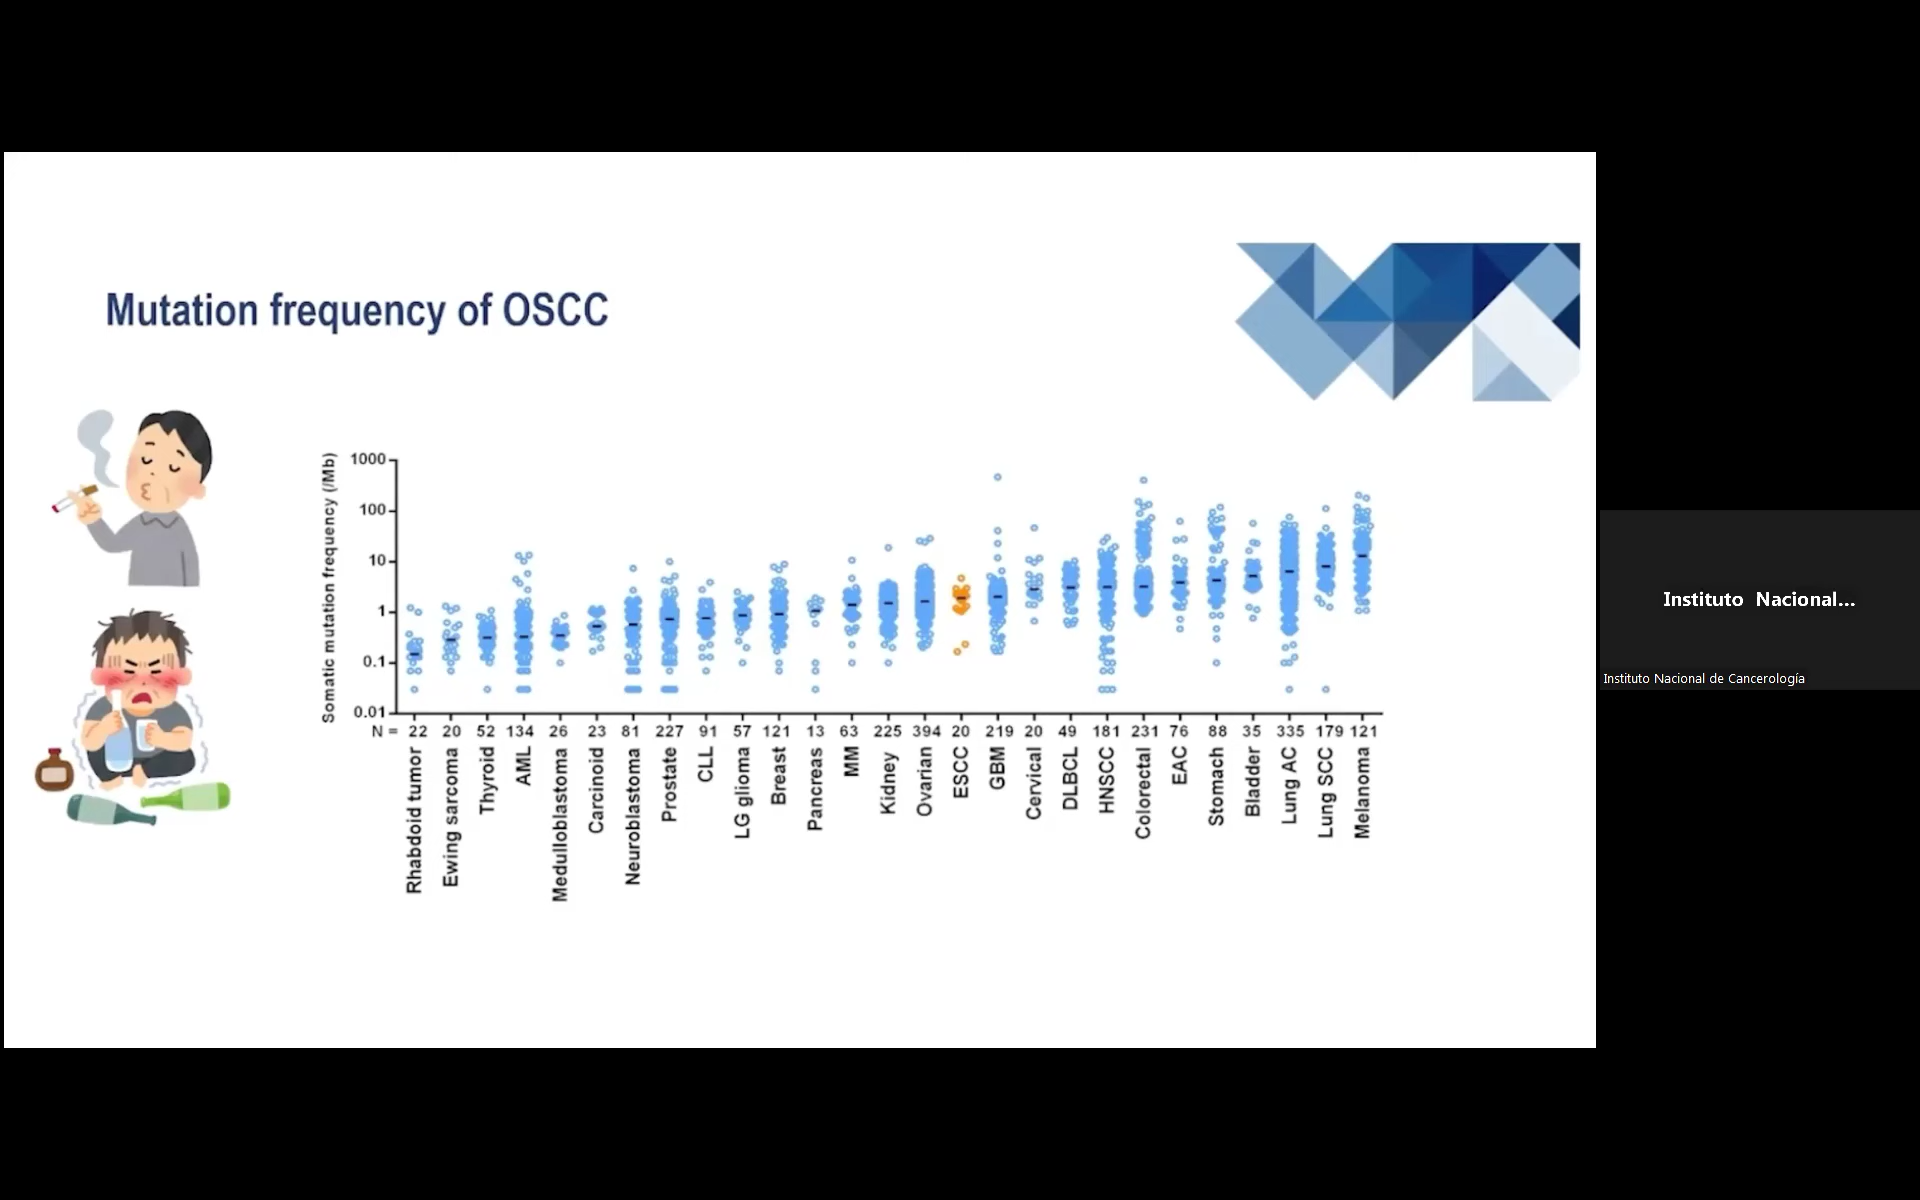 Mutation frequency of OSCC
Somatic mutation frequency (/Mb)
1000
100
10
1
0.1
0.01
N = 22 20 52 134 26 23 81 227 91 57 121 13 63 225 394 20 219 20 49 181 231 76 88 35 335 179 121
Rhabdoid tumor
Ewing sarcoma
Thyroid
AML
Medulloblastoma
Carcinoid
Neuroblastoma
Prostate
CLL
LG glioma
Breast
Pancreas
MM
Kidney
Ovarian
ESCC
GBM
Cervical
DLBCL
HNSCC
Colorectal
EAC
Stomach
Bladder
Lung AC
Lung SCC
Melanoma
Instituto Nacional...
Instituto Nacional de Cancerología